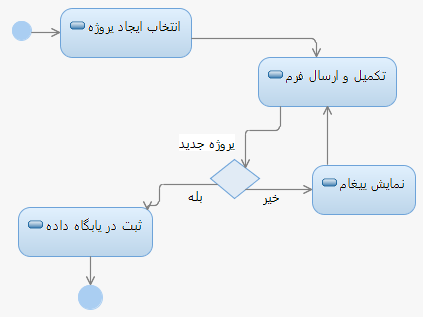 انتخاب ایجاد پروژه
تکمیل و ارسال فرم
پروژه جدید
نمایش پیغام
خیر
بله
ثبت در پایگاه داده